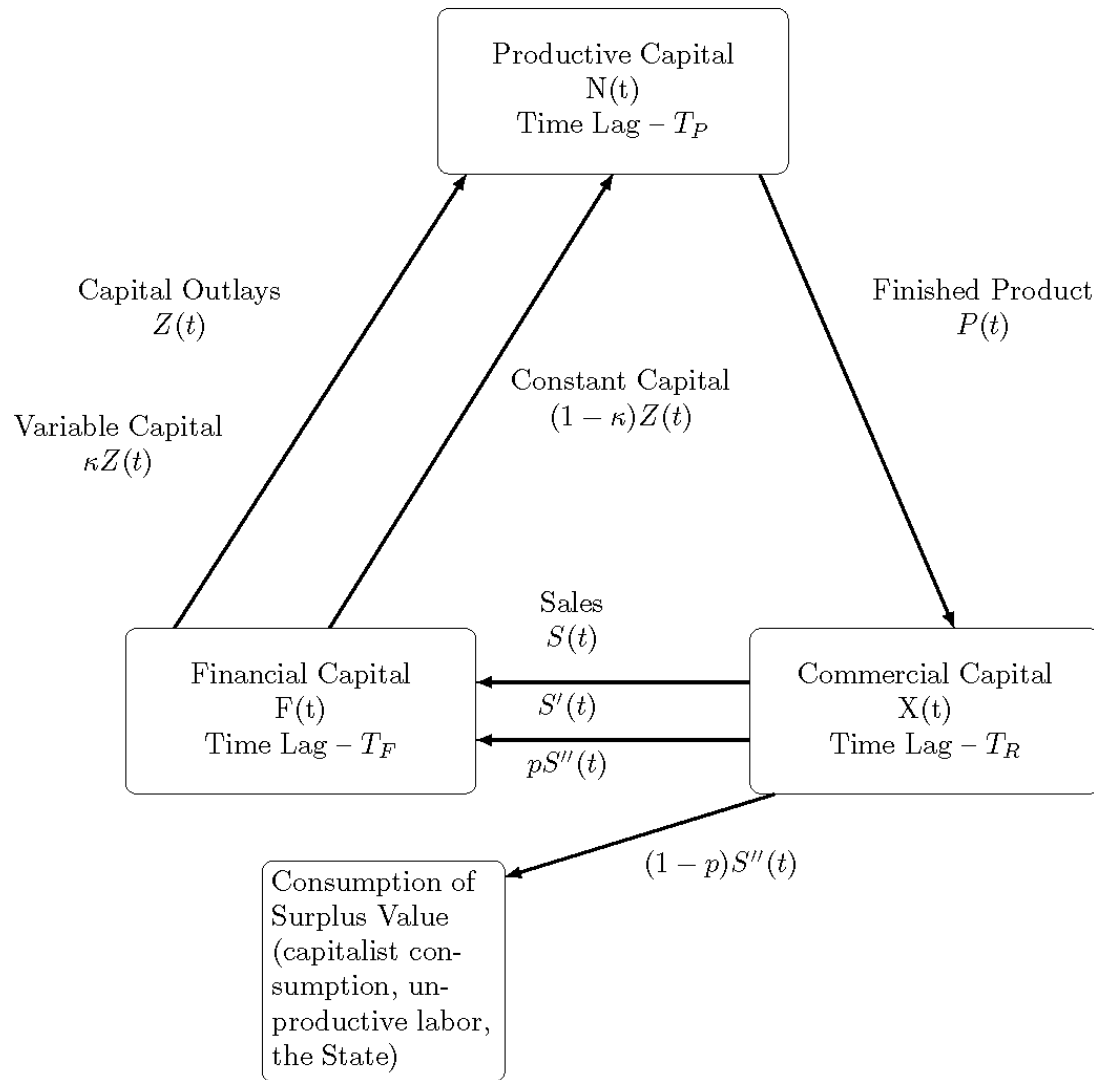 Productive Capital
N(t)
Time Lag – T_P
Capital Outlays
Z(t)
Finished Product
P(t)
Constant Capital
(1 − κ)Z(t)
Variable Capital
κZ(t)
Sales
S(t)
Financial Capital
F(t)
Time Lag – T_F
S′(t)
pS′′(t)
Commercial Capital
X(t)
Time Lag – T_R
(1 − p)S′′(t)
Consumption of
Surplus Value
(capitalist con-
sumption, un-
productive labor,
the State)